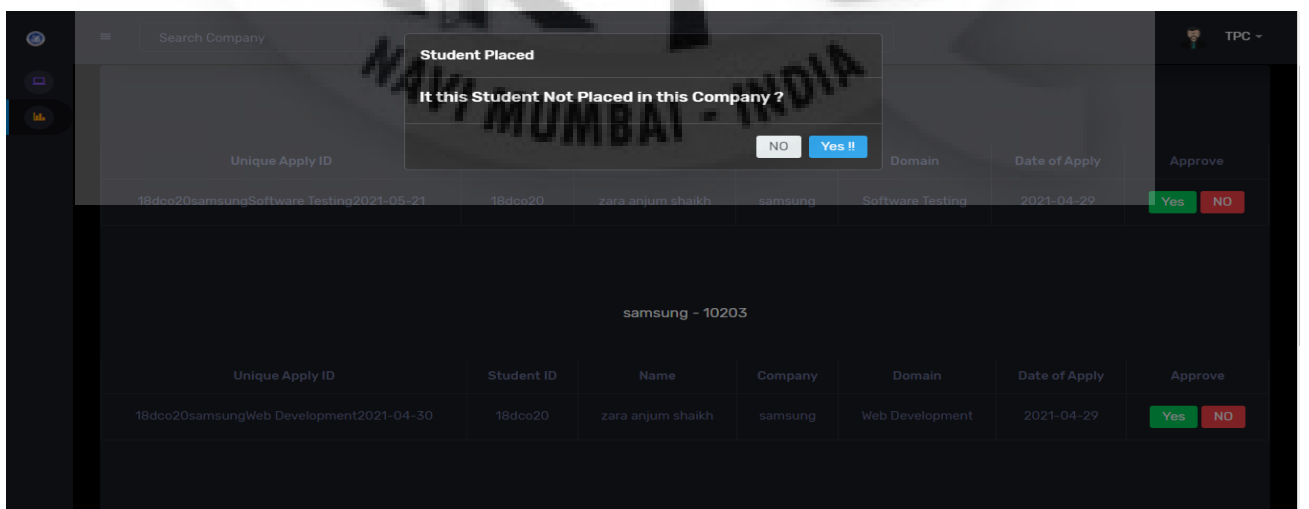 Search Company
TPC
Student Placed
It this Student Not Placed in this Company ?
NO Yes !!
NAVI MUMBAI - INDIA
Unique Apply ID Domain Date of Apply Approve
18dco20samsungSoftware Testing2021-05-21 18dco20 zara anjum shaikh samsung Software Testing 2021-04-29 Yes NO
samsung - 10203
Unique Apply ID Student ID Name Company Domain Date of Apply Approve
18dco20samsungWeb Development2021-04-30 18dco20 zara anjum shaikh samsung Web Development 2021-04-29 Yes NO